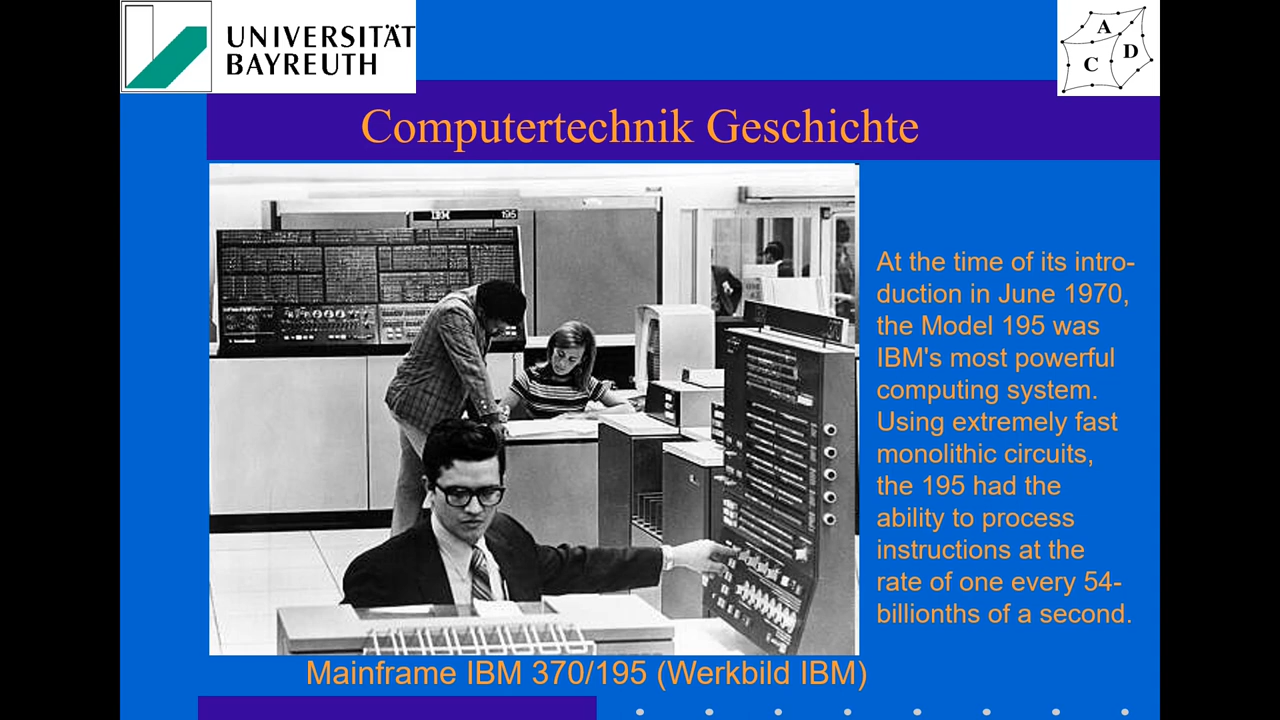 UNIVERSITÄT
BAYREUTH
A
D
C
Computertechnik Geschichte
IBM 195
At the time of its intro-
duction in June 1970,
the Model 195 was
IBM's most powerful
computing system.
Using extremely fast
monolithic circuits,
the 195 had the
ability to process
instructions at the
rate of one every 54-
billionths of a second.
Mainframe IBM 370/195 (Werkbild IBM)